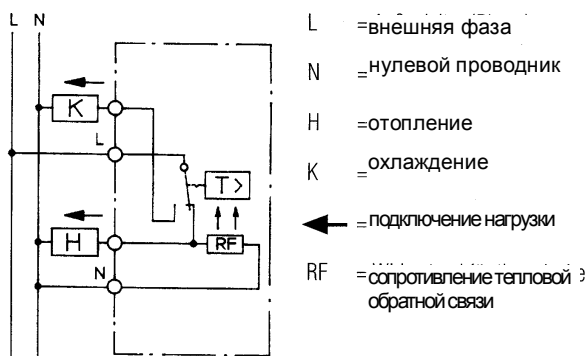 L N
K
L
T>
H
RF
N
L =внешняя фаза
N =нулевой проводник
H =отопление
K =охлаждение
= подключение нагрузки
RF =сопротивление тепловой
обратной связи